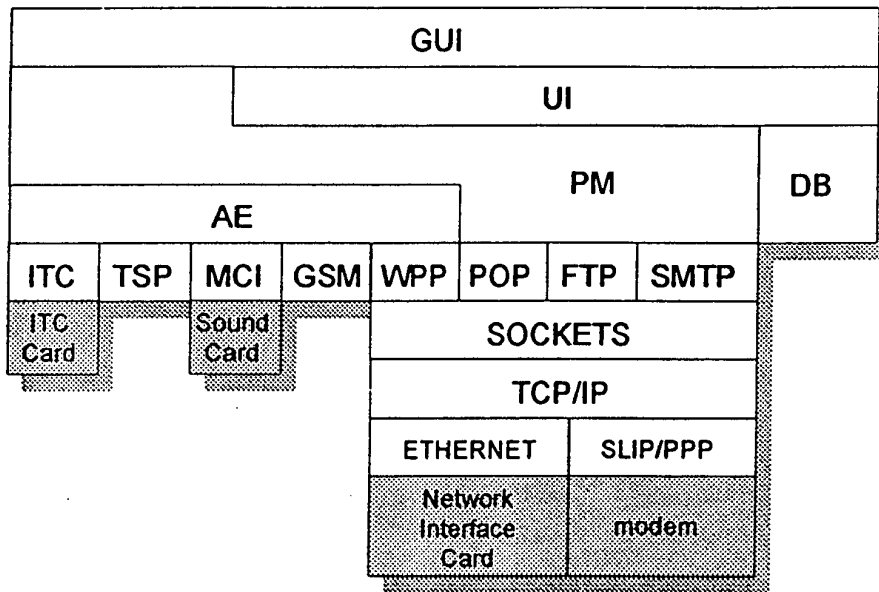 GUI
UI
PM
DB
AE
ITC TSP MCI GSM WPP POP FTP SMTP
ITC
Card
Sound
Card
SOCKETS
TCP/IP
ETHERNET SLIP/PPP
Network
Interface
Card
modem